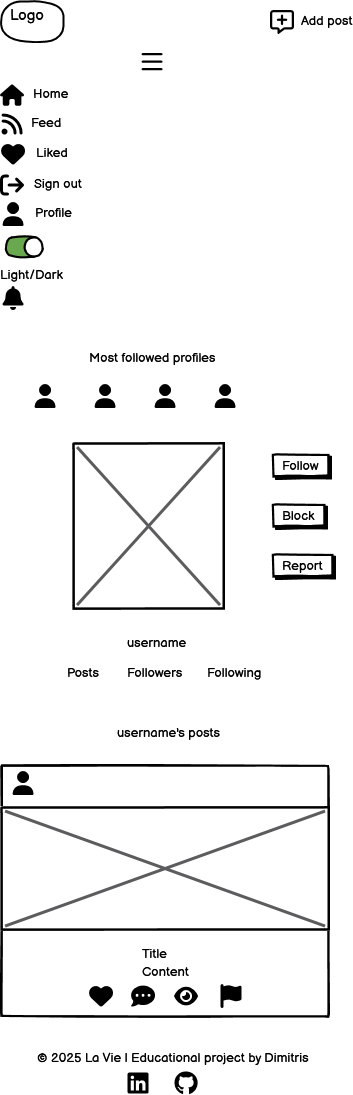 Logo
Add post
Home
Feed
Liked
Sign out
Profile
Light/Dark
Most followed profiles
Follow
Block
Report
username
Posts Followers Following
username's posts
Title
Content
© 2025 La Vie | Educational project by Dimitris